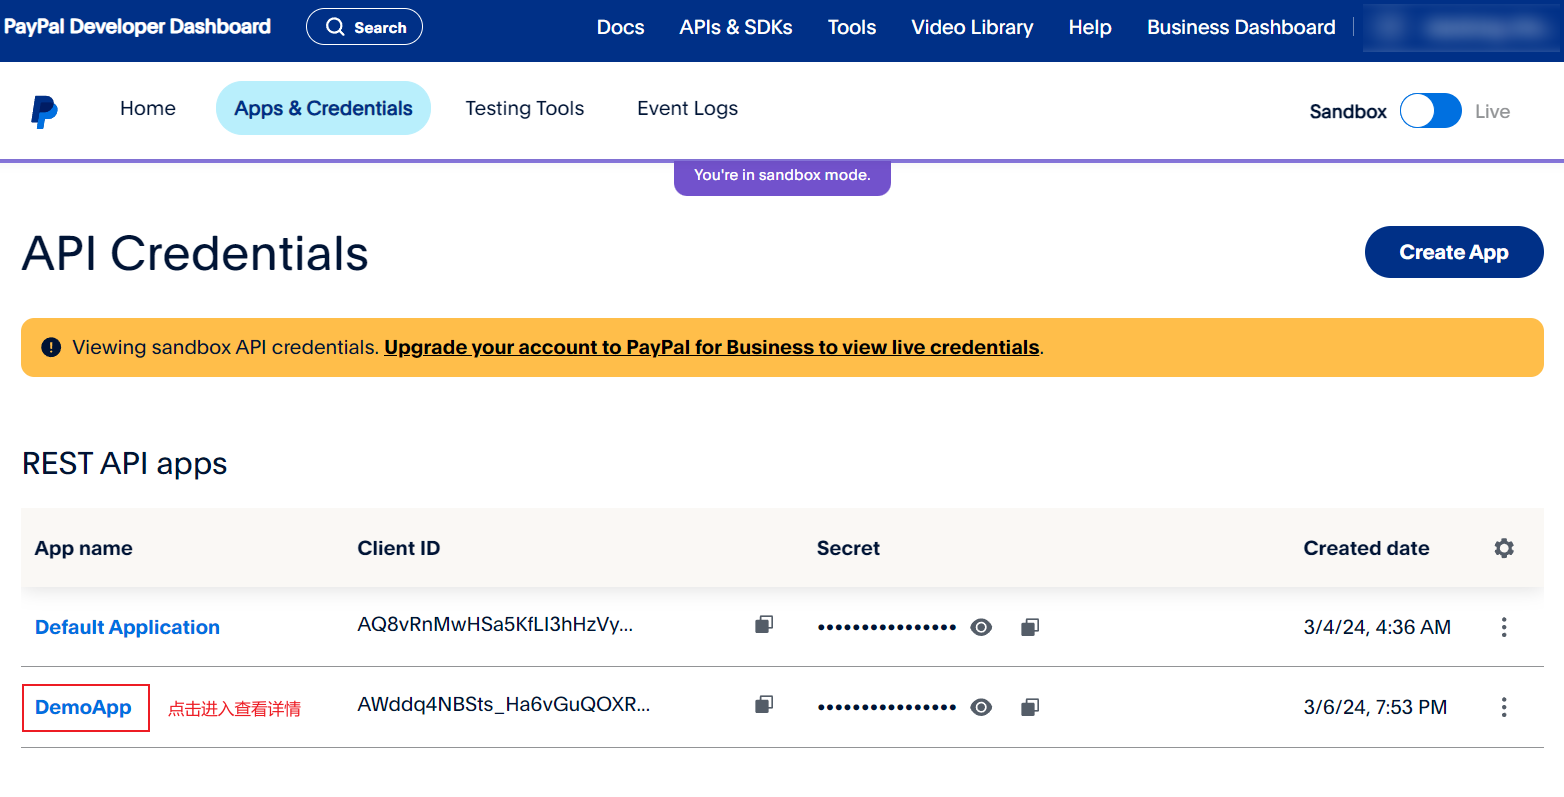 PayPal Developer Dashboard Search Docs APIs & SDKs Tools Video Library Help Business Dashboard
Home Apps & Credentials Testing Tools Event Logs Sandbox Live
You're in sandbox mode.
API Credentials Create App
Viewing sandbox API credentials. Upgrade your account to PayPal for Business to view live credentials.
REST API apps
App name Client ID Secret Created date
Default Application AQ8vRnMwHSa5KfLI3hHzVy... •••••••••••••••• 3/4/24, 4:36 AM
DemoApp 点击进入查看详情 AWddq4NBSts_Ha6vGuQOXR... •••••••••••••••• 3/6/24, 7:53 PM